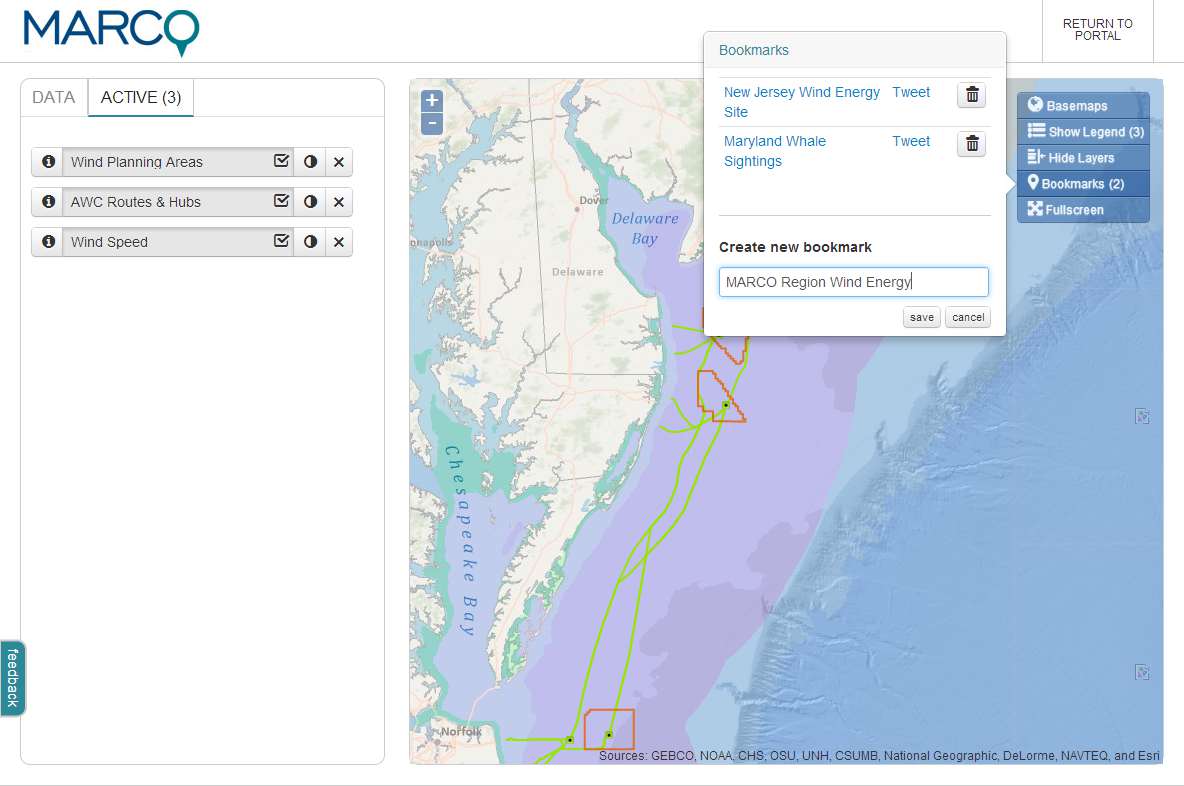 MARCO
RETURN TO
PORTAL
DATA
ACTIVE (3)
Wind Planning Areas
AWC Routes & Hubs
Wind Speed
feedback
Bookmarks
New Jersey Wind Energy
Site
Tweet
Maryland Whale
Sightings
Tweet
Create new bookmark
MARCO Region Wind Energy
save
cancel
+
-
Basemaps
Show Legend (3)
Hide Layers
Bookmarks (2)
Fullscreen
Dover
Delaware
Bay
nnapolis
Delaware
Chesapeake Bay
Norfolk
Sources: GEBCO, NOAA, CHS, OSU, UNH, CSUMB, National Geographic, DeLorme, NAVTEQ, and Esri